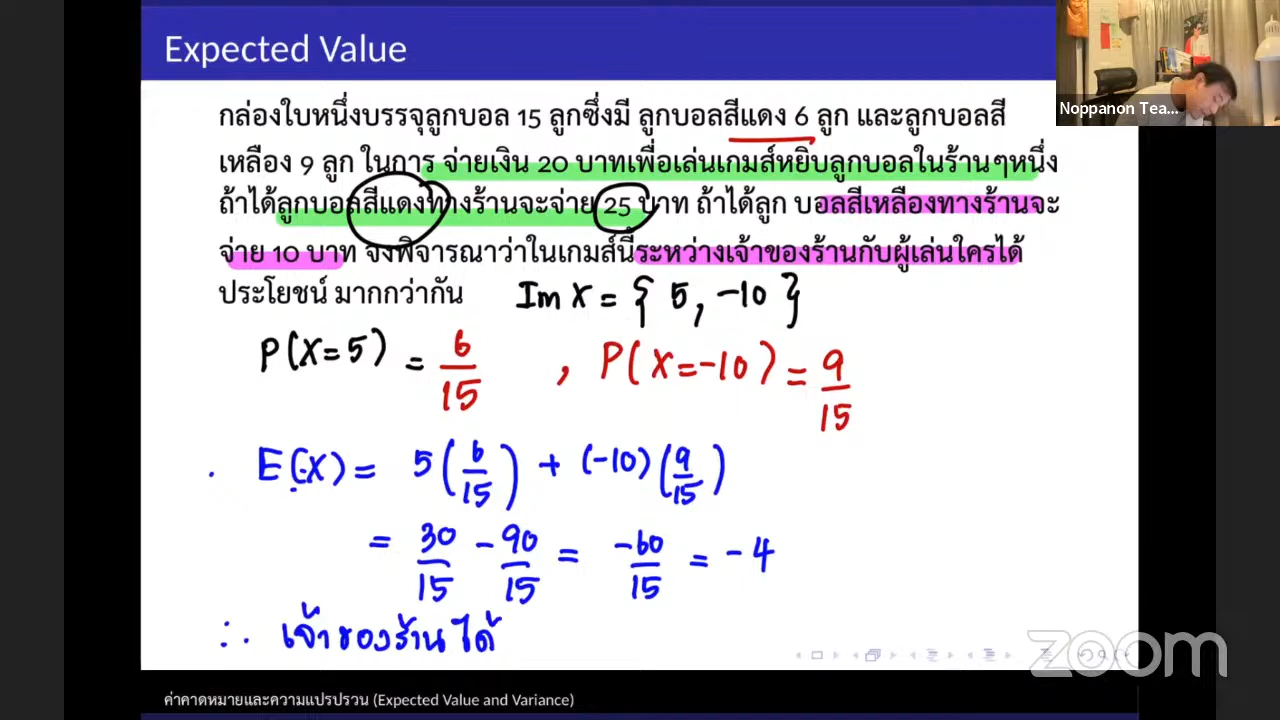 Expected Value
Noppanon Tea...
กล่องใบหนึ่งบรรจุลูกบอล 15 ลูกซึ่งมี ลูกบอลสีแดง 6 ลูก และลูกบอลสี
เหลือง 9 ลูก ในการ จ่ายเงิน 20 บาทเพื่อเล่นเกมส์หยิบลูกบอลในร้านๆหนึ่ง
ถ้าได้ลูกบอลสีแดงทางร้านจะจ่าย 25 บาท ถ้าได้ลูก บอลสีเหลืองทางร้านจะ
จ่าย 10 บาท จงพิจารณาว่าในเกมส์นี้ระหว่างเจ้าของร้านกับผู้เล่นใครได้
ประโยชน์ มากกว่ากัน Im X = { 5, -10 }
P(X=5) = 6/15 , P(X=-10) = 9/15
E(X) = 5(6/15) + (-10)(9/15)
= 30/15 - 90/15 = -60/15 = -4
∴ เจ้าของร้านได้
zoom
ค่าคาดหมายและความแปรปรวน (Expected Value and Variance)